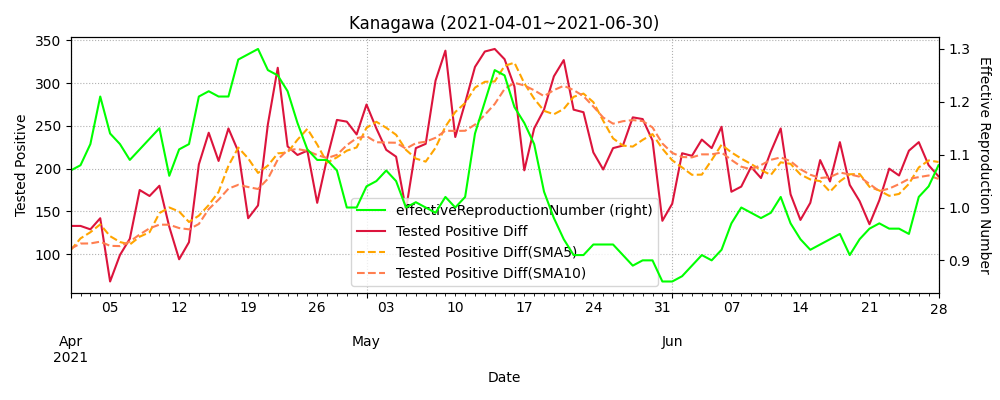 Kanagawa (2021-04-01~2021-06-30)
Tested Positive
350
300
250
200
150
100
1.3
1.2
1.1
1.0
0.9
Effective Reproduction Number
effectiveReproductionNumber (right)
Tested Positive Diff
Tested Positive Diff(SMA5)
Tested Positive Diff(SMA10)
05 12 19 26 03 10 17 24 31 07 14 21 28
Apr May Jun
2021
Date